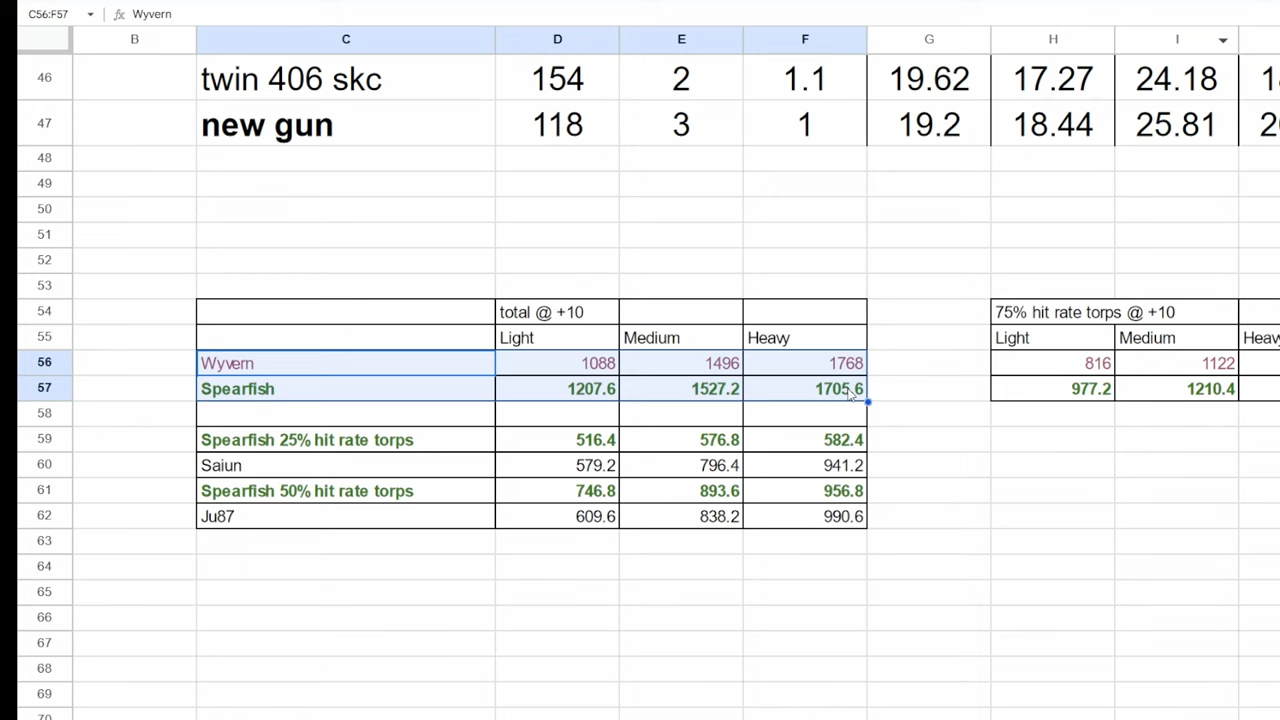 C56:F57 fx Wyvern
B C D E F G H I
46 twin 406 skc 154 2 1.1 19.62 17.27 24.18
47 new gun 118 3 1 19.2 18.44 25.81
48
49
50
51
52
53
54 total @ +10 75% hit rate torps @ +10
55 Light Medium Heavy Light Medium Heavy
56 Wyvern 1088 1496 1768 816 1122
57 Spearfish 1207.6 1527.2 1705.6 977.2 1210.4
58
59 Spearfish 25% hit rate torps 516.4 576.8 582.4
60 Saiun 579.2 796.4 941.2
61 Spearfish 50% hit rate torps 746.8 893.6 956.8
62 Ju87 609.6 838.2 990.6
63
64
65
66
67
68
69
70